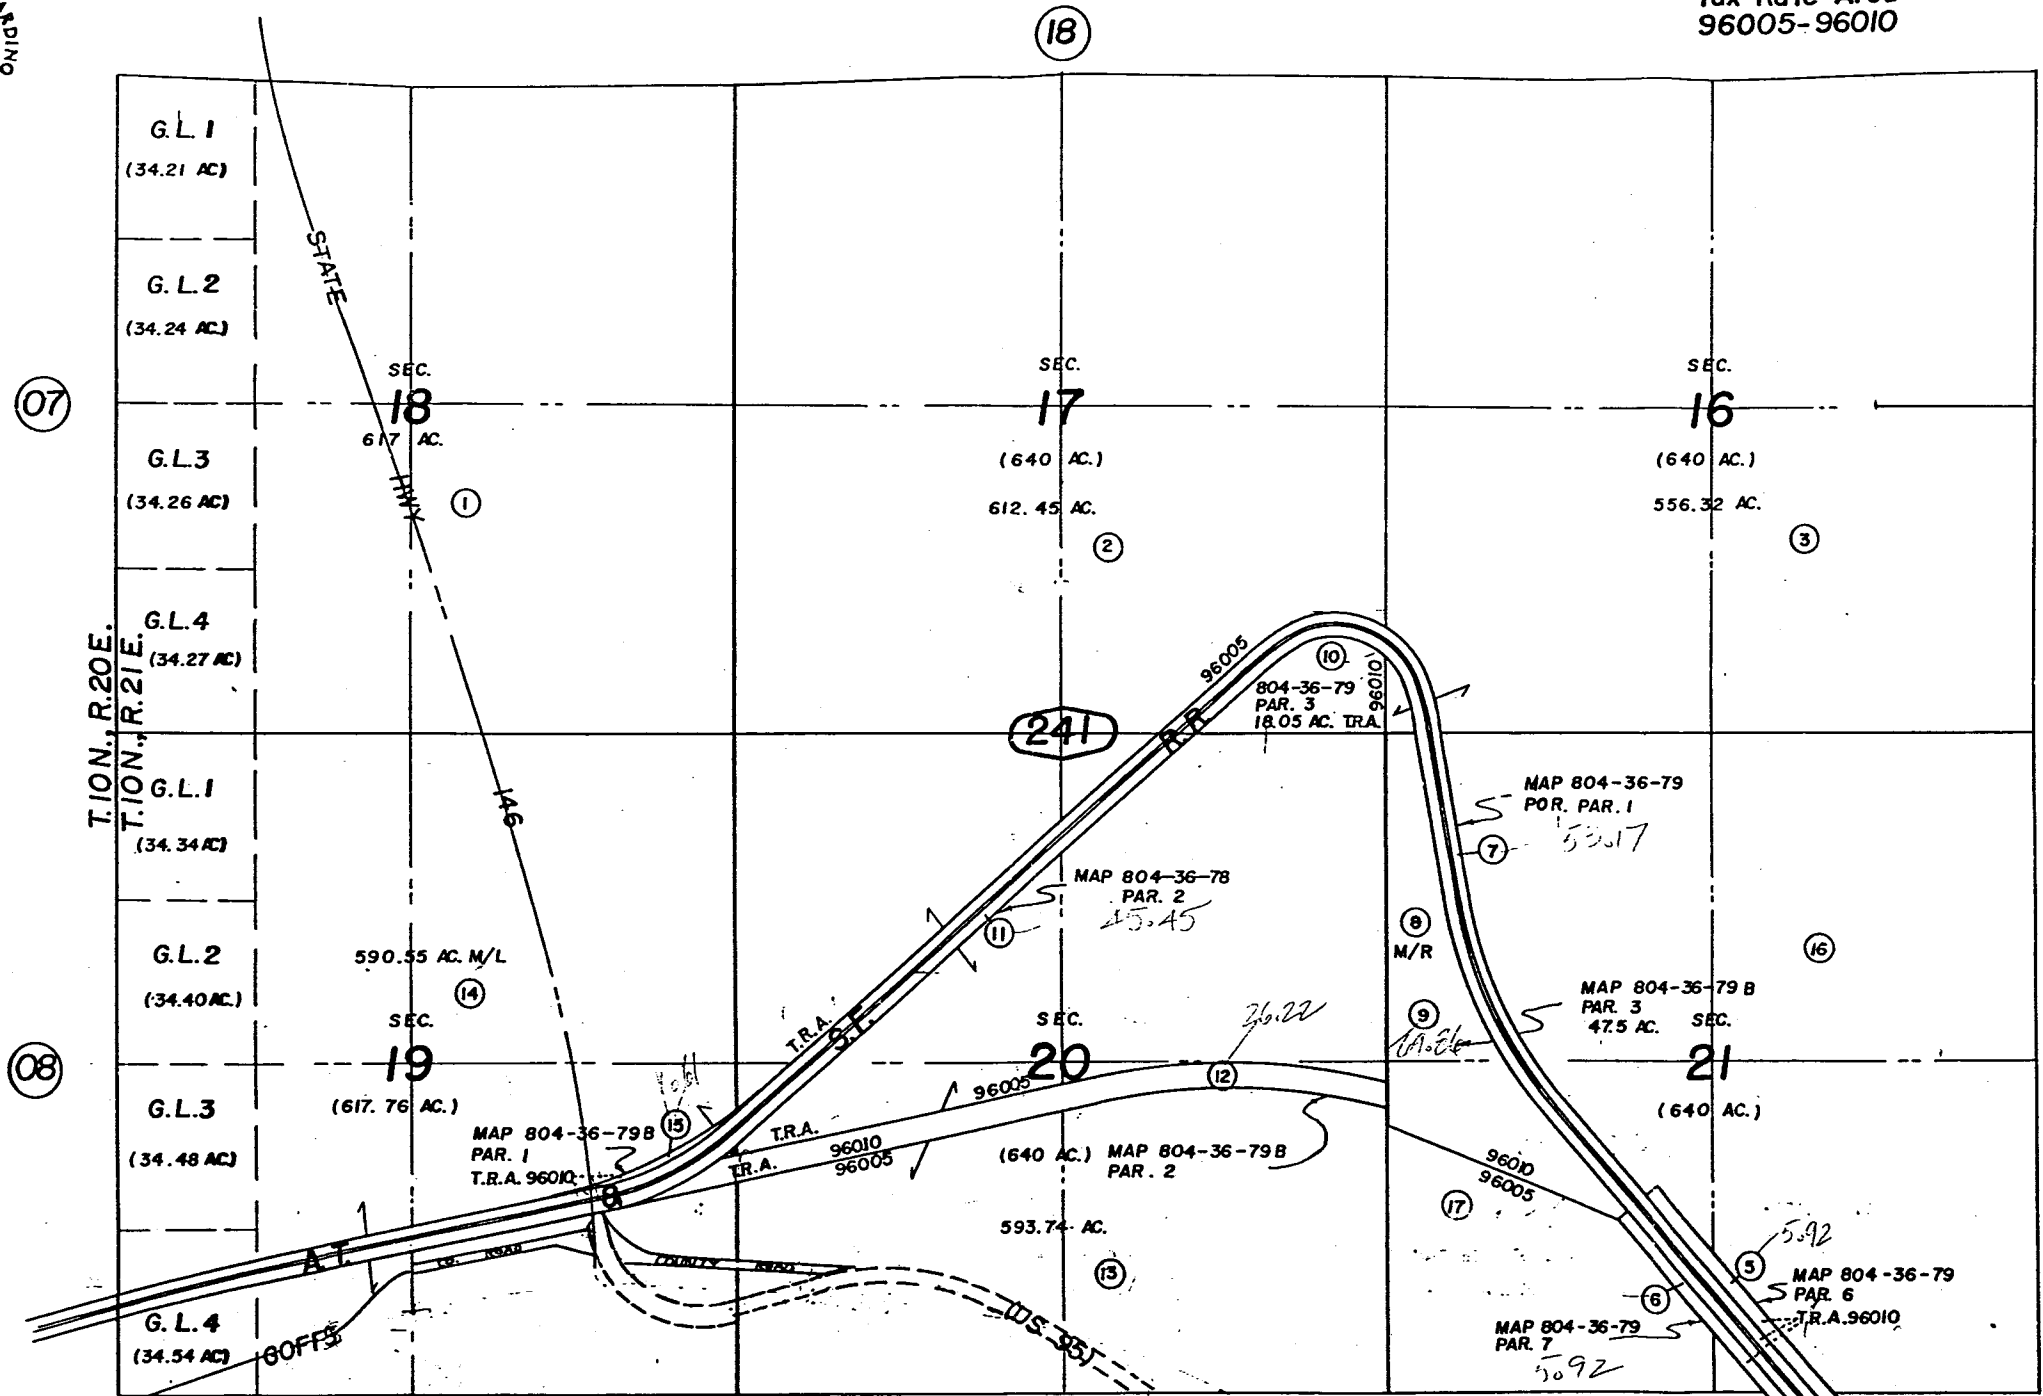 18
96005-96010
G.L. 1
(34.21 AC)
STATE
G.L.2
(34.24 AC.)
SEC.
18
617 AC.
SEC.
17
(640 AC.)
612.45 AC.
2
SEC.
16
(640 AC.)
556.32 AC.
3
07
G.L.3
(34.26 AC)
HWY
1
G.L.4
(34.27 AC)
T.10N., R.20E.
T.10N., R.21E.
96005
10
804-36-79
PAR. 3
18.05 AC. T.R.A.
96010
241
R.R.
G.L.1
(34.34 AC)
146
MAP 804-36-79
POR. PAR. 1
53.17
7
MAP 804-36-78
PAR. 2
45.45
11
8
M/R
16
G.L.2
(34.40 AC.)
590.55 AC. M/L
14
SEC.
19
(617.76 AC.)
T.R.A.
S.F.
SEC.
20
26.22
12
9
MAP 804-36-79 B
PAR. 3
47.5 AC.
SEC.
21
(640 AC.)
08
G.L.3
(34.48 AC)
15
MAP 804-36-79B
PAR. 1
T.R.A. 96010
&
96005
T.R.A.
96010
T.R.A.
96005
(640 AC.)
MAP 804-36-79B
PAR. 2
593.74 AC.
13
96010
96005
17
A.T.
CO. ROAD
COUNTY ROAD
(U.S. 95)
5
5.92
MAP 804-36-79
PAR. 6
T.R.A. 96010
6
MAP 804-36-79
PAR. 7
5.92
G.L.4
(34.54 AC)
GOFFS